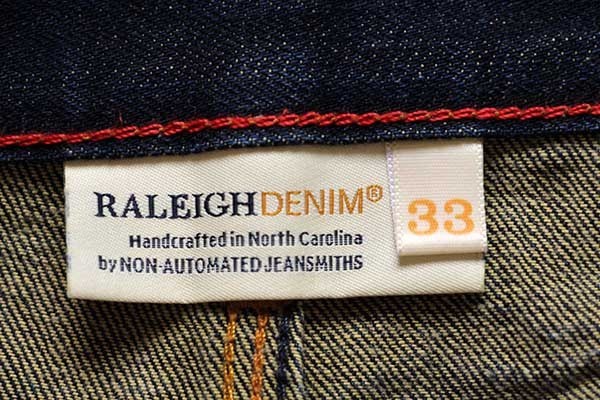 RALEIGHDENIM®
Handcrafted in North Carolina
by NON-AUTOMATED JEANSMITHS
33